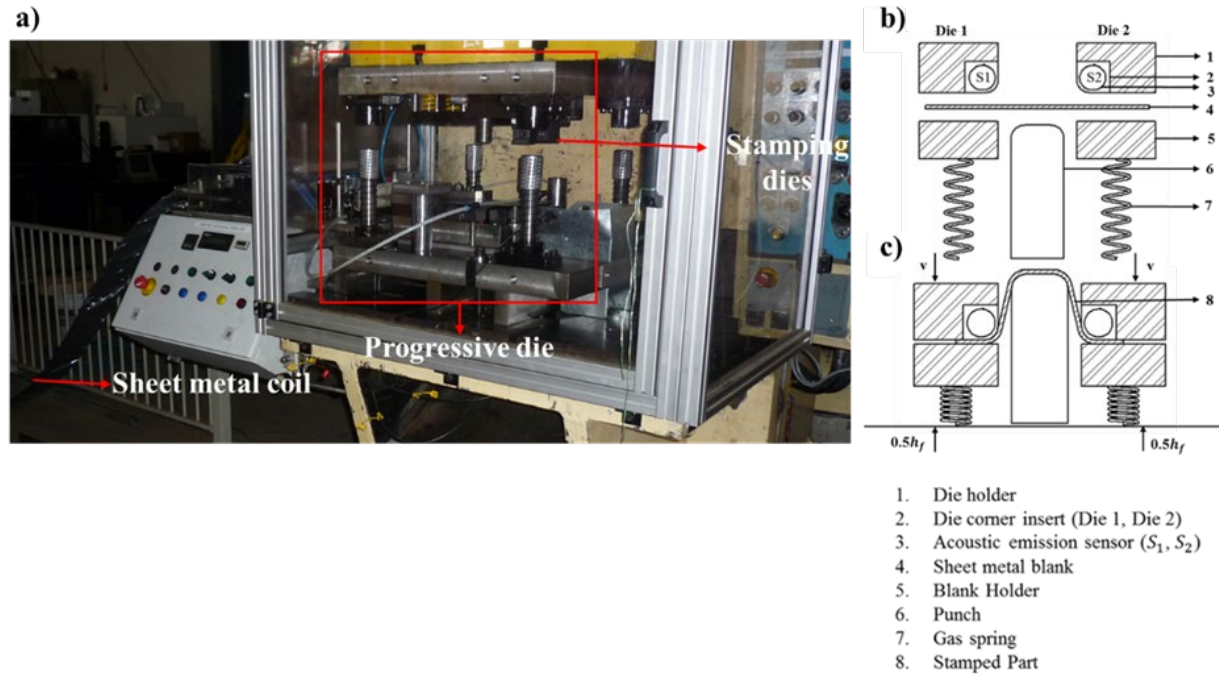 a)
Stamping
dies
Progressive die
Sheet metal coil
b)
Die 1
Die 2
S1
S2
1
2
3
4
5
6
7
c)
v
v
8
0.5h_f
0.5h_f
1. Die holder
2. Die corner insert (Die 1, Die 2)
3. Acoustic emission sensor (S₁, S₂)
4. Sheet metal blank
5. Blank Holder
6. Punch
7. Gas spring
8. Stamped Part